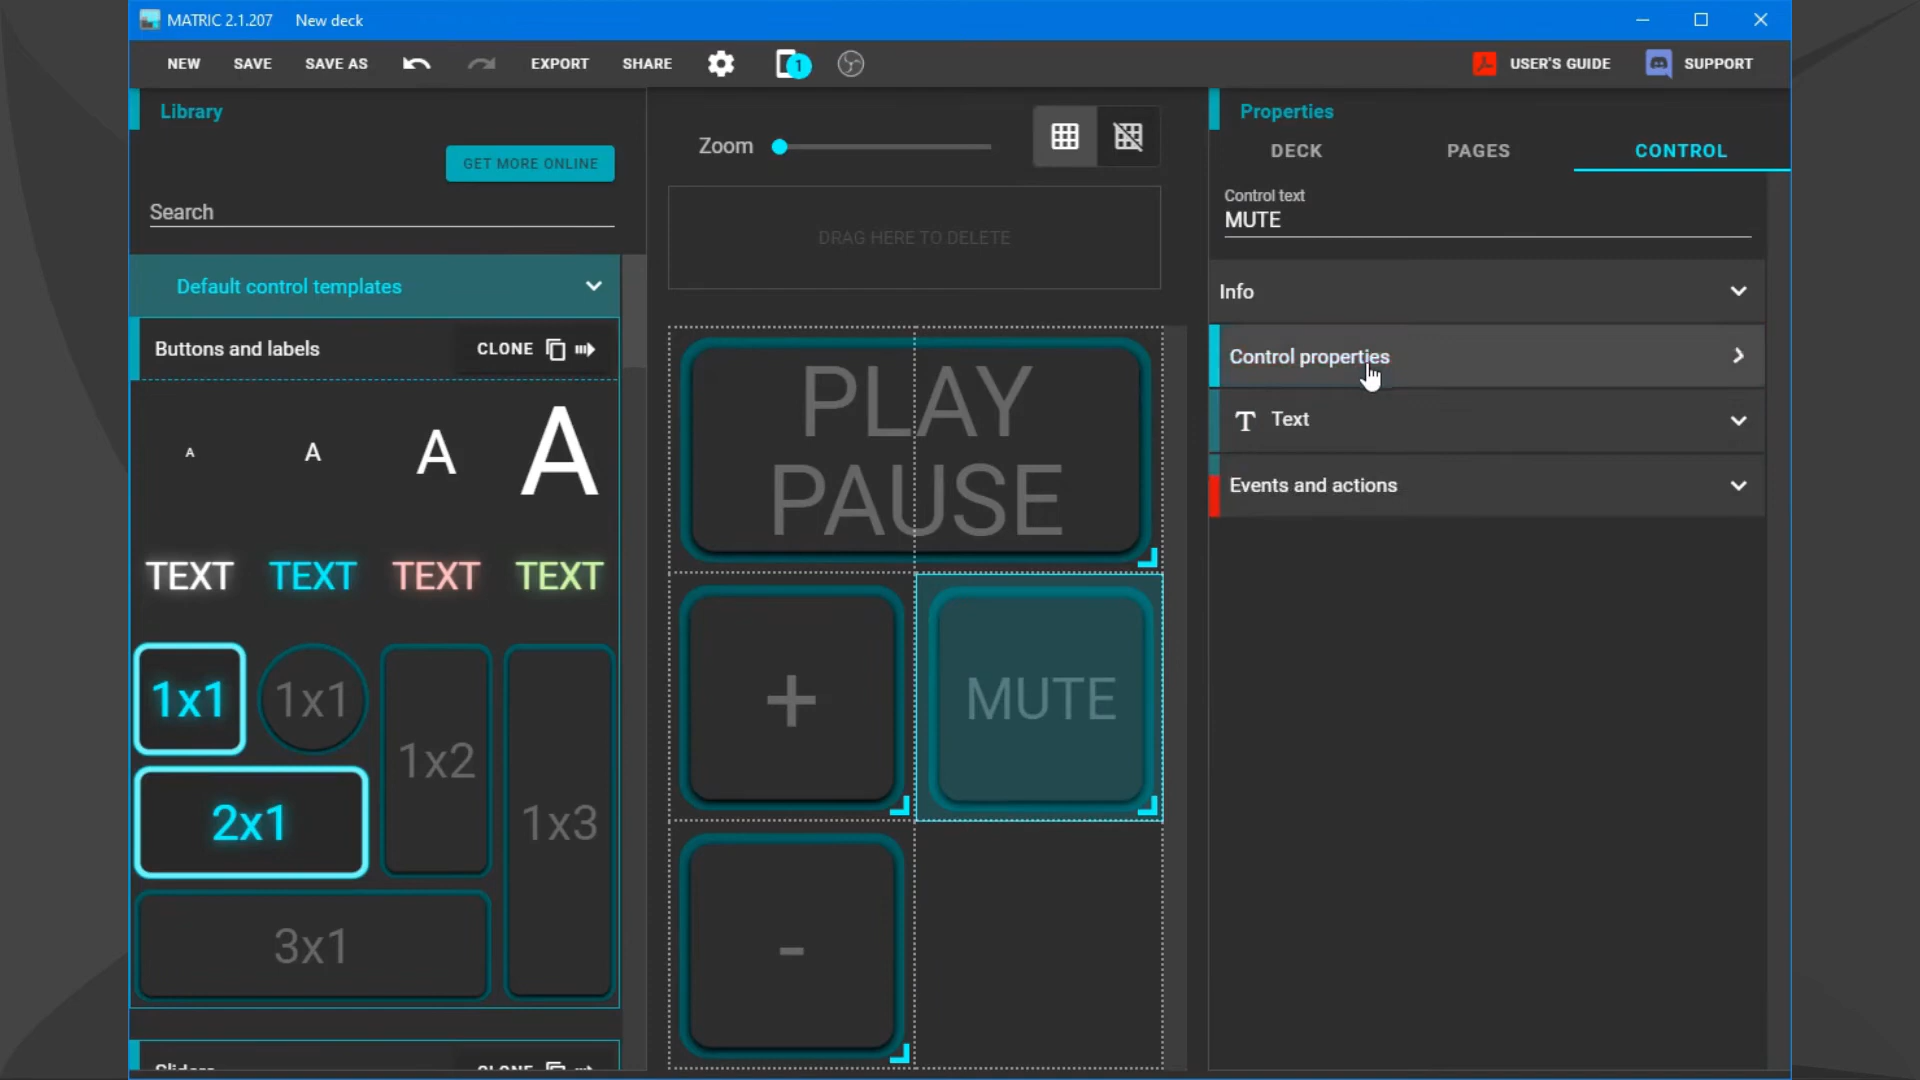 MATRIC 2.1.207 New deck
NEW SAVE SAVE AS EXPORT SHARE 1 USER'S GUIDE SUPPORT
Library
GET MORE ONLINE
Search
Default control templates
Buttons and labels CLONE
A A A A
TEXT TEXT TEXT TEXT
1x1 1x1 1x2 1x3
2x1
3x1
Sliders CLONE
Zoom
DRAG HERE TO DELETE
PLAY
PAUSE
+ MUTE
-
Properties
DECK PAGES CONTROL
Control text
MUTE
Info
Control properties
T Text
Events and actions